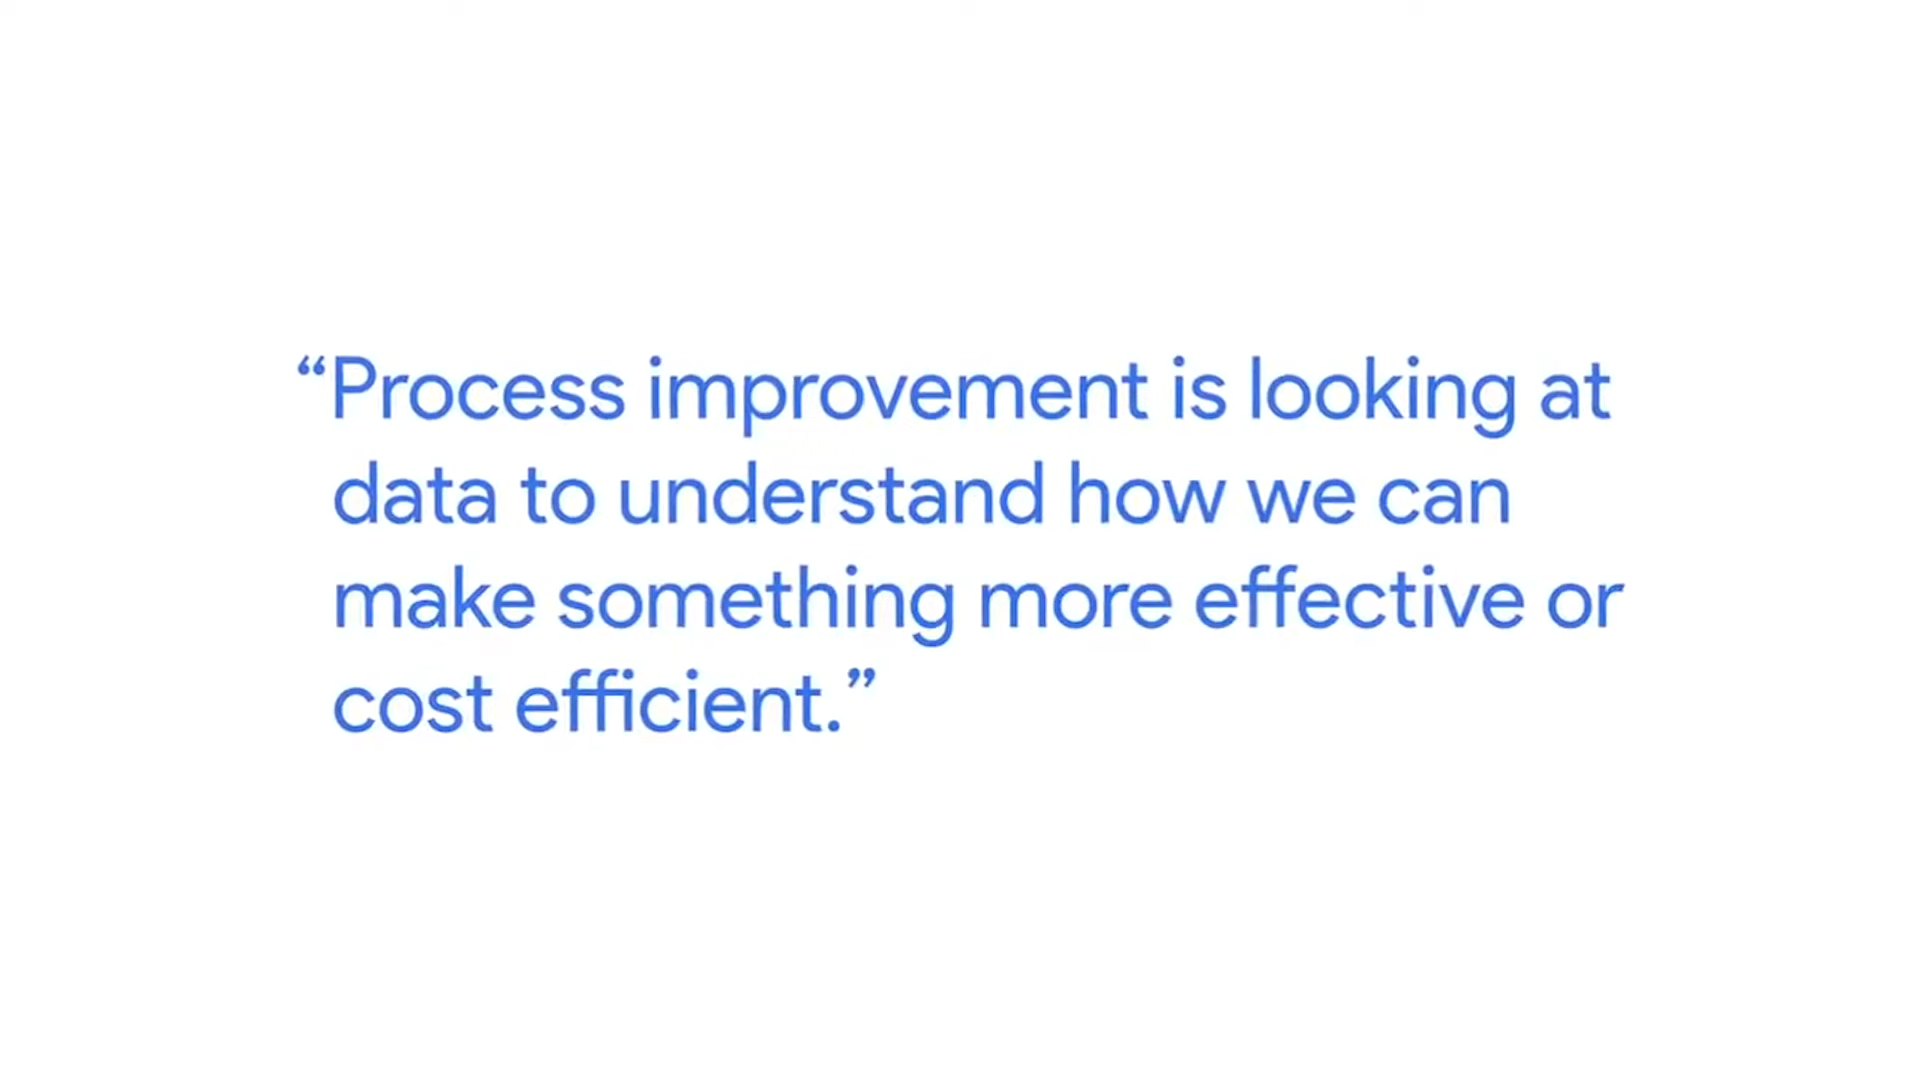 “Process improvement is looking at
data to understand how we can
make something more effective or
cost efficient.”